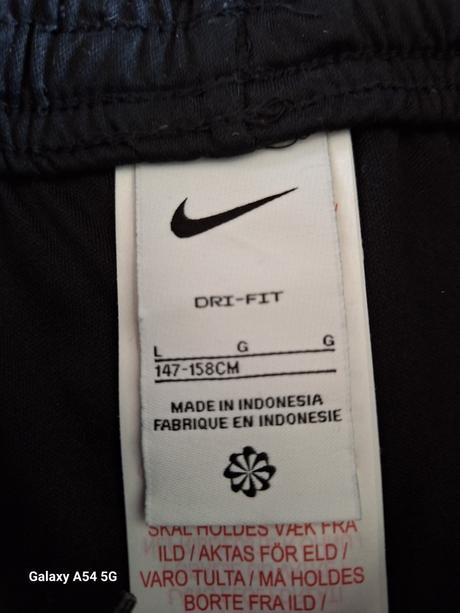 DRI-FIT
L G G
147-158CM
MADE IN INDONESIA
FABRIQUE EN INDONESIE
SKAL HOLDES VÆK FRA
ILD / AKTAS FÖR ELD /
VARO TULTA / MÅ HOLDES
BORTE FRA ILD /
Galaxy A54 5G